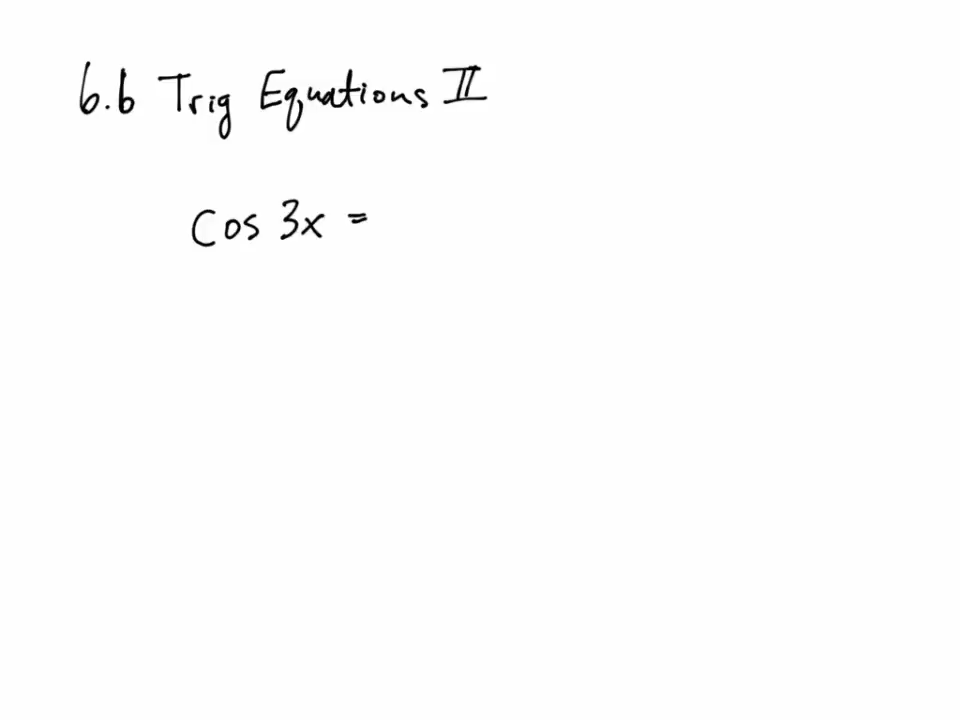 6.6 Trig Equations II
Cos 3x =